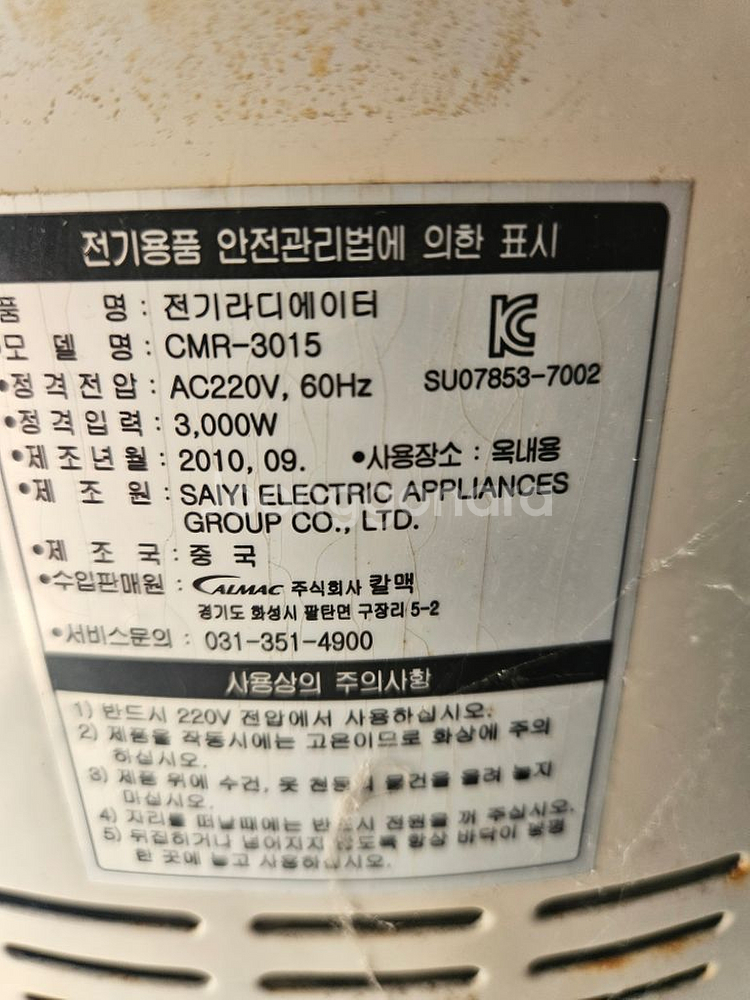 전기용품 안전관리법에 의한 표시
품 명 : 전기라디에이터
모 델 명 : CMR-3015
SU07853-7002
•정격전압 : AC220V, 60Hz
•정격입력 : 3,000W
•제조년월 : 2010, 09. •사용장소 : 옥내용
•제 조 원 : SAIYI ELECTRIC APPLIANCES
GROUP CO., LTD.
•제 조 국 : 중 국
•수입판매원 : CALMAC 주식회사 칼맥
경기도 화성시 팔탄면 구장리 5-2
•서비스문의 : 031-351-4900
사용상의 주의사항
1) 반드시 220V 전압에서 사용하십시오.
2) 제품을 작동시에는 고온이므로 화상에 주의
하십시오.
3) 제품 위에 수건, 옷 물건을 올려 놓지
마십시오.
4) 자리를 떠날때에는 반드시 전원을 꺼 주십시오.
5) 뒤집히거나 넘어지지 않도록 항상 바닥이
한 곳에 놓고 사용하십시오.